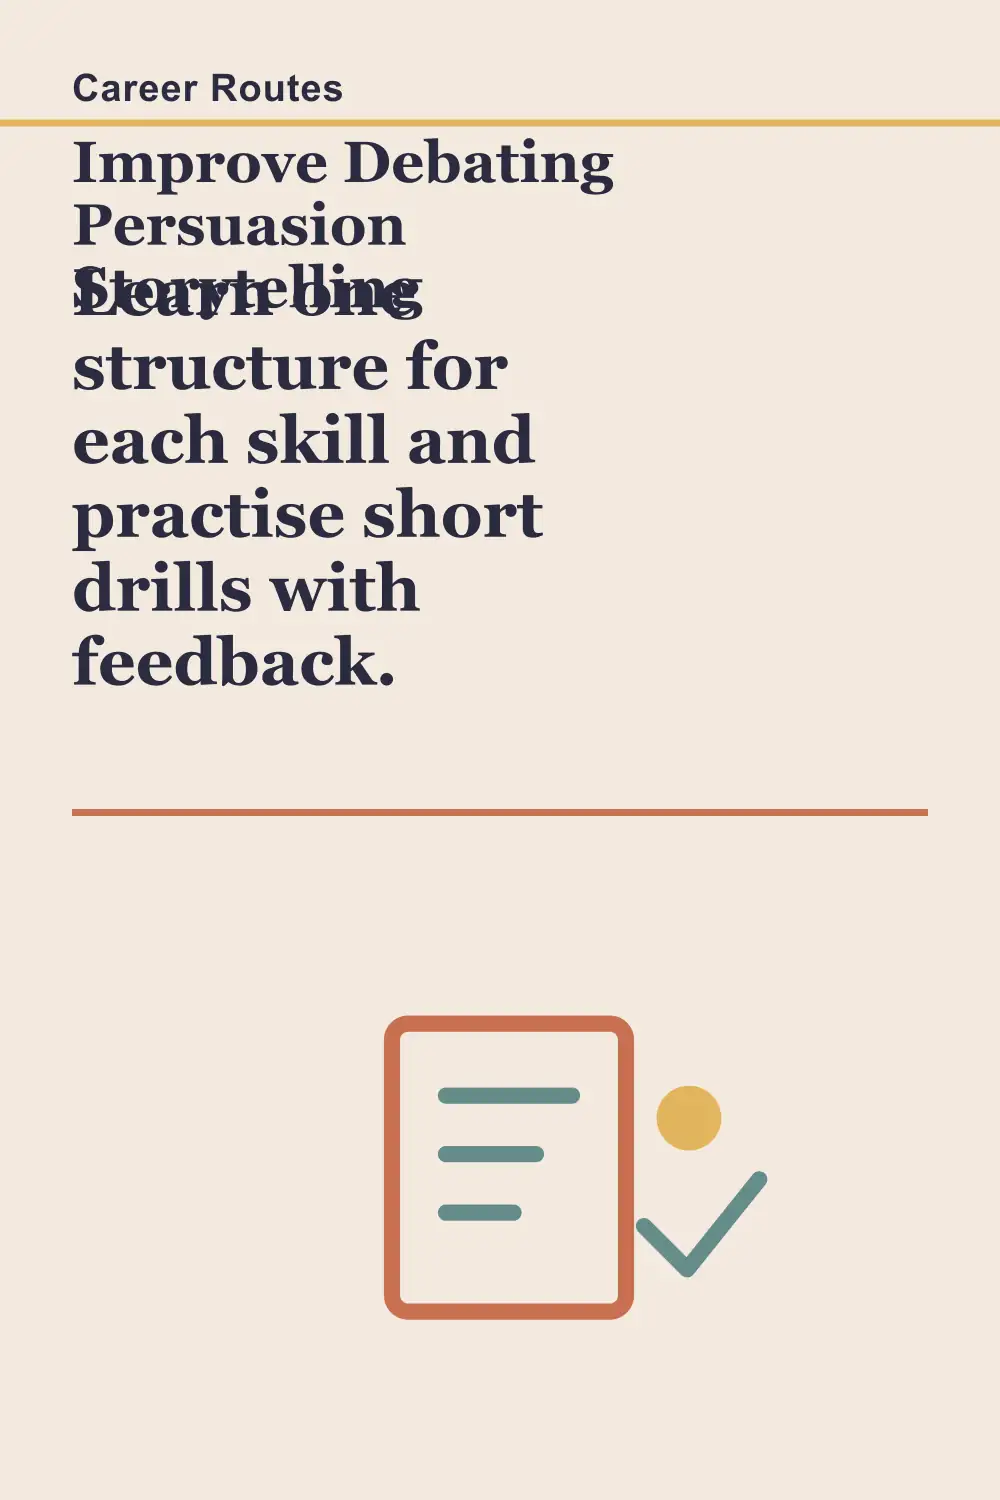 Career Routes
Improve Debating
Persuasion
Storytelling
Learn one
structure for
each skill and
practise short
drills with
feedback.